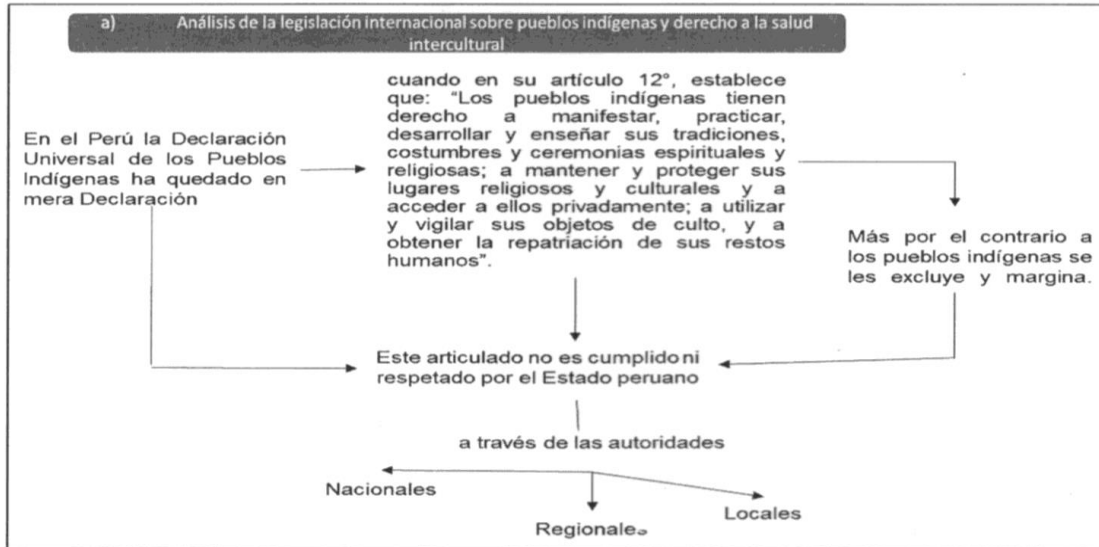 a) Análisis de la legislación internacional sobre pueblos indígenas y derecho a la salud
intercultural
En el Perú la Declaración
Universal de los Pueblos
Indígenas ha quedado en
mera Declaración
cuando en su artículo 12°, establece
que: “Los pueblos indígenas tienen
derecho a manifestar, practicar,
desarrollar y enseñar sus tradiciones,
costumbres y ceremonias espirituales y
religiosas; a mantener y proteger sus
lugares religiosos y culturales y a
acceder a ellos privadamente; a utilizar
y vigilar sus objetos de culto, y a
obtener la repatriación de sus restos
humanos”.
Más por el contrario a
los pueblos indígenas se
les excluye y margina.
Este articulado no es cumplido ni
respetado por el Estado peruano
a través de las autoridades
Nacionales
Regionales
Locales